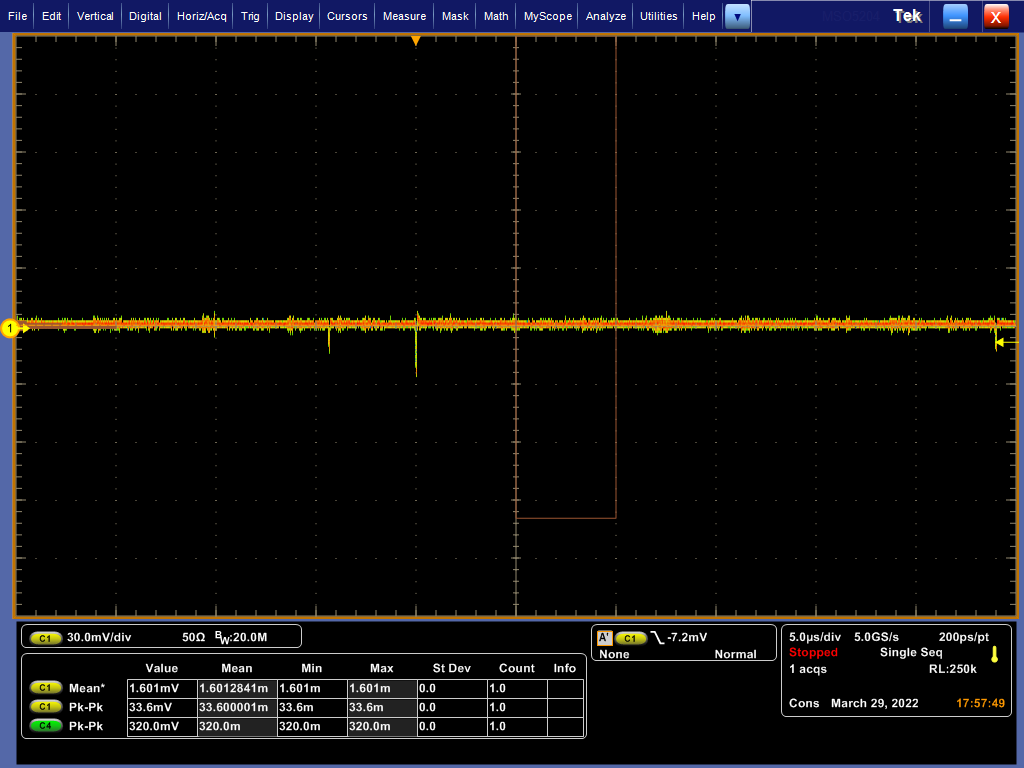 File Edit Vertical Digital Horiz/Acq Trig Display Cursors Measure Mask Math MyScope Analyze Utilities Help Tek X
1
C1 30.0mV/div 50Ω BW:20.0M
A' C1 -7.2mV
None Normal
5.0µs/div 5.0GS/s 200ps/pt
Stopped Single Seq
1 acqs RL:250k
Cons March 29, 2022 17:57:49
Value Mean Min Max St Dev Count Info
C1 Mean* 1.601mV 1.6012841m 1.601m 1.601m 0.0 1.0
C1 Pk-Pk 33.6mV 33.600001m 33.6m 33.6m 0.0 1.0
C4 Pk-Pk 320.0mV 320.0m 320.0m 320.0m 0.0 1.0